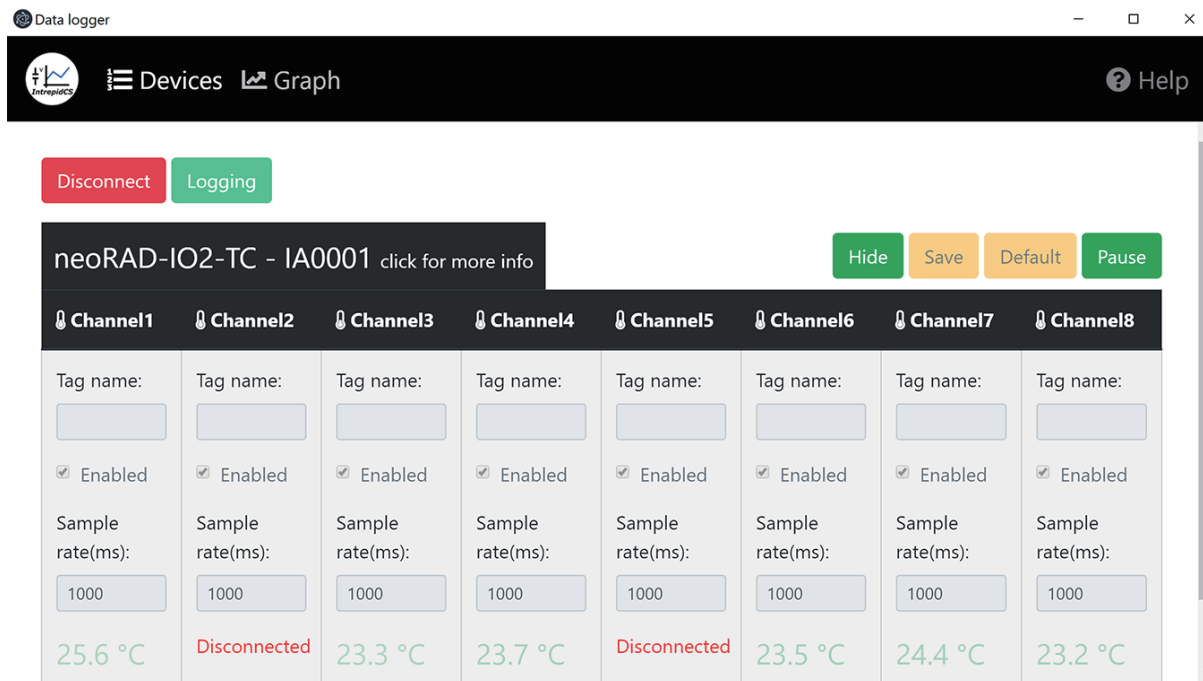 Data logger
IntrepidCS
Devices Graph Help
Disconnect Logging
neoRAD-IO2-TC - IA0001 click for more info Hide Save Default Pause
Channel1 Channel2 Channel3 Channel4 Channel5 Channel6 Channel7 Channel8
Tag name: Tag name: Tag name: Tag name: Tag name: Tag name: Tag name: Tag name:
Enabled Enabled Enabled Enabled Enabled Enabled Enabled Enabled
Sample Sample Sample Sample Sample Sample Sample Sample
rate(ms): rate(ms): rate(ms): rate(ms): rate(ms): rate(ms): rate(ms): rate(ms):
1000 1000 1000 1000 1000 1000 1000 1000
25.6 °C Disconnected 23.3 °C 23.7 °C Disconnected 23.5 °C 24.4 °C 23.2 °C